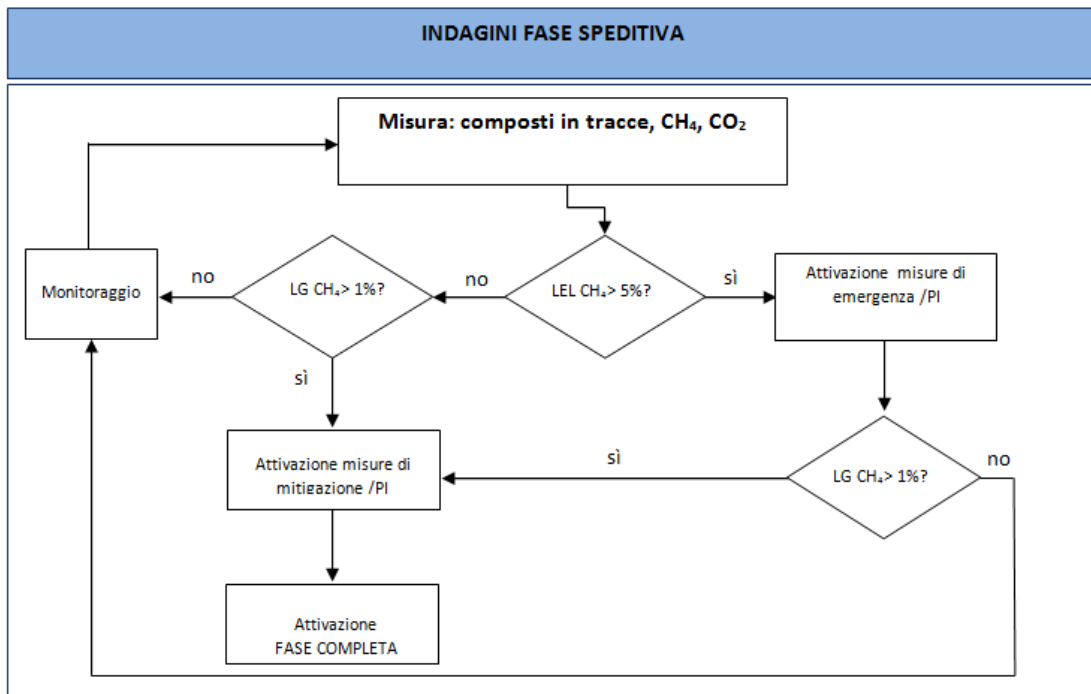 INDAGINI FASE SPEDITIVA
Misura: composti in tracce, CH₄, CO₂
Monitoraggio
no
LG CH₄> 1%?
no
LEL CH₄> 5%?
sì
Attivazione misure di
emergenza /PI
sì
Attivazione misure di
mitigazione /PI
sì
LG CH₄> 1%?
no
Attivazione
FASE COMPLETA